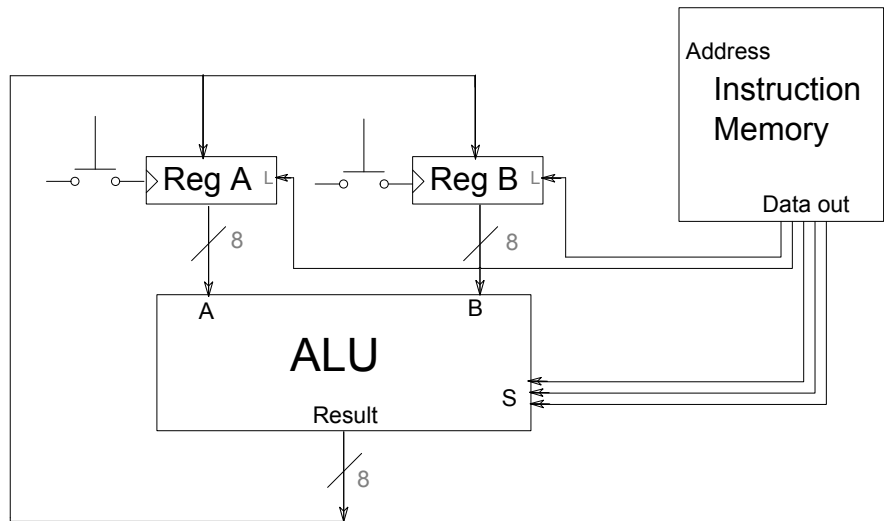 Address
Instruction
Memory
Data out
Reg A L
Reg B L
8
8
A
B
ALU
S
Result
8